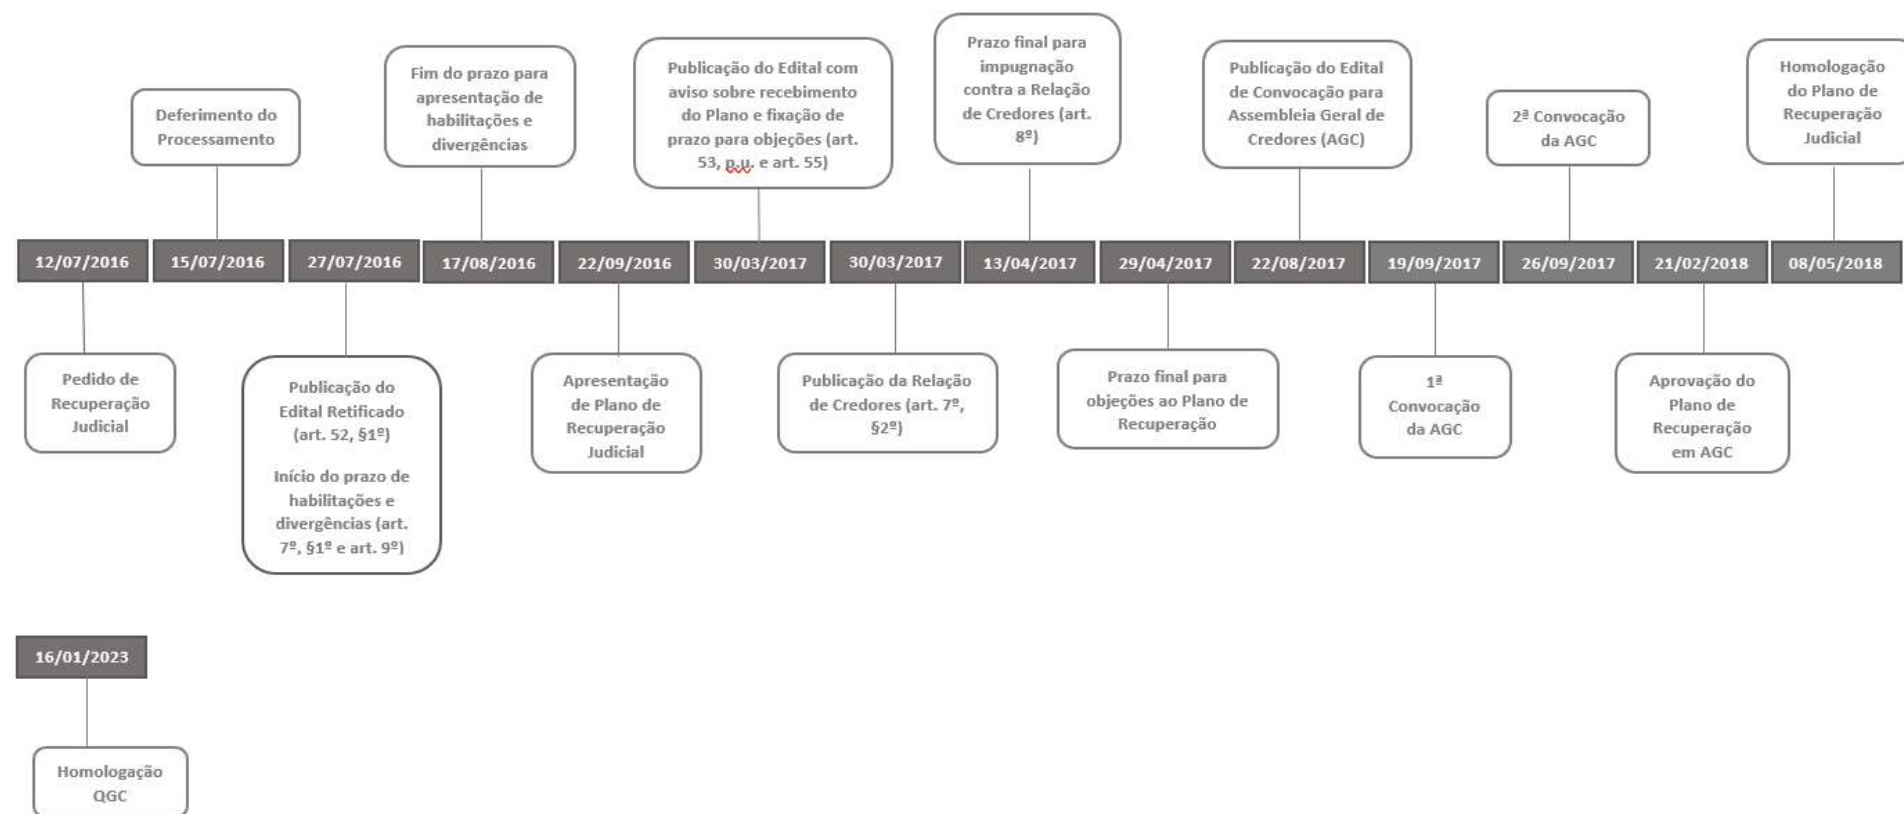 Deferimento do
Processamento
Fim do prazo para
apresentação de
habilitações e
divergências
Publicação do Edital com
aviso sobre recebimento
do Plano e fixação de
prazo para objeções (art.
53, p.u. e art. 55)
Prazo final para
impugnação
contra a Relação
de Credores (art.
8º)
Publicação do Edital
de Convocação para
Assembleia Geral de
Credores (AGC)
2ª Convocação
da AGC
Homologação
do Plano de
Recuperação
Judicial
12/07/2016
15/07/2016
27/07/2016
17/08/2016
22/09/2016
30/03/2017
30/03/2017
13/04/2017
29/04/2017
22/08/2017
19/09/2017
26/09/2017
21/02/2018
08/05/2018
Pedido de
Recuperação
Judicial
Publicação do
Edital Retificado
(art. 52, §1º)
Início do prazo de
habilitações e
divergências (art.
7º, §1º e art. 9º)
Apresentação
de Plano de
Recuperação
Judicial
Publicação da Relação
de Credores (art. 7º,
§2º)
Prazo final para
objeções ao Plano de
Recuperação
1ª
Convocação
da AGC
Aprovação do
Plano de
Recuperação
em AGC
16/01/2023
Homologação
QGC